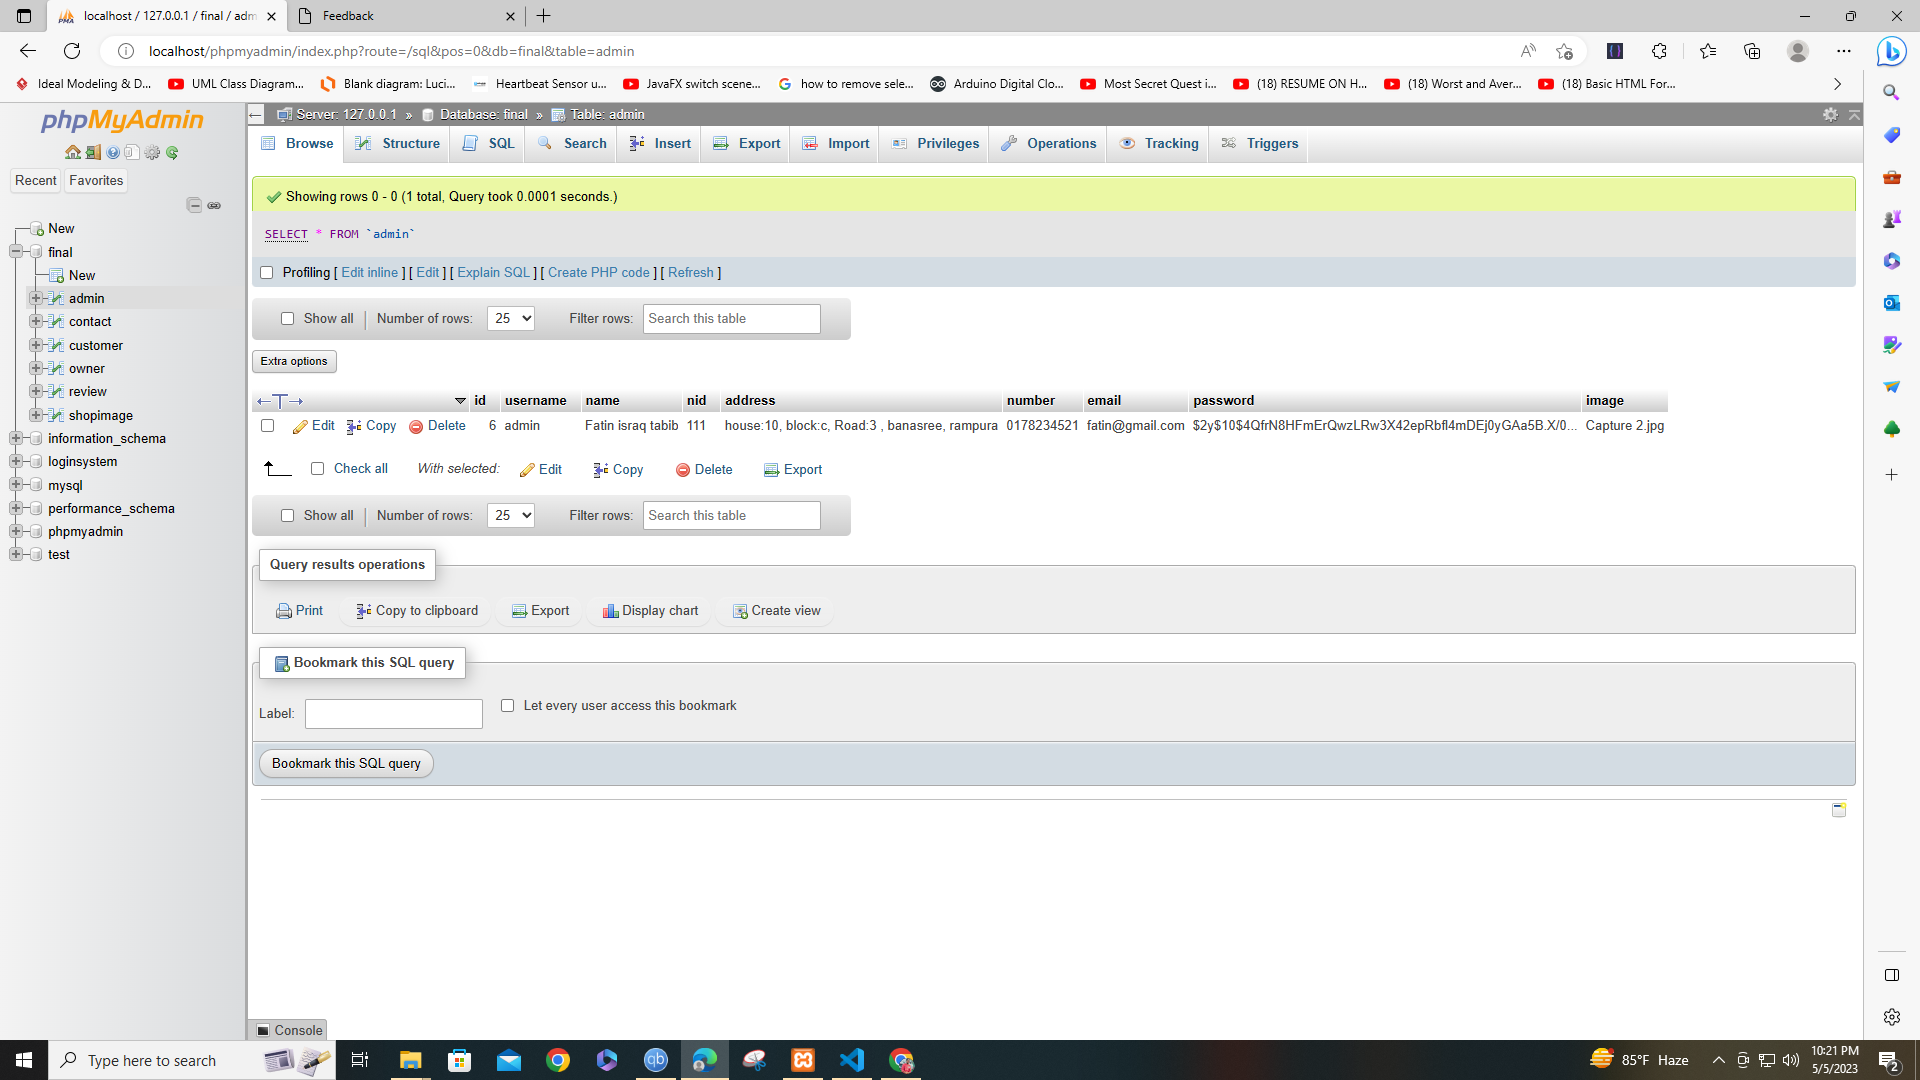 localhost / 127.0.0.1 / final / adm
Feedback
localhost/phpmyadmin/index.php?route=/sql&pos=0&db=final&table=admin
Ideal Modeling & D...
UML Class Diagram...
Blank diagram: Luci...
Heartbeat Sensor u...
JavaFX switch scene...
how to remove sele...
Arduino Digital Clo...
Most Secret Quest i...
(18) RESUME ON H...
(18) Worst and Aver...
(18) Basic HTML For...
phpMyAdmin
Recent
Favorites
New
final
New
admin
contact
customer
owner
review
shopimage
information_schema
loginsystem
mysql
performance_schema
phpmyadmin
test
Server: 127.0.0.1 » Database: final » Table: admin
Browse
Structure
SQL
Search
Insert
Export
Import
Privileges
Operations
Tracking
Triggers
Showing rows 0 - 0 (1 total, Query took 0.0001 seconds.)
SELECT * FROM `admin`
Profiling [ Edit inline ] [ Edit ] [ Explain SQL ] [ Create PHP code ] [ Refresh ]
Show all | Number of rows: 25 Filter rows: Search this table
Extra options
id username name nid address number email password image
Edit Copy Delete 6 admin Fatin israq tabib 111 house:10, block:c, Road:3 , banasree, rampura 0178234521 fatin@gmail.com $2y$10$4QfrN8HFmErQwzLRw3X42epRbfl4mDEj0yGAa5B.X/0... Capture 2.jpg
Check all With selected: Edit Copy Delete Export
Show all | Number of rows: 25 Filter rows: Search this table
Query results operations
Print
Copy to clipboard
Export
Display chart
Create view
Bookmark this SQL query
Label:
Let every user access this bookmark
Bookmark this SQL query
Console
Type here to search
85°F Haze
10:21 PM
5/5/2023
2